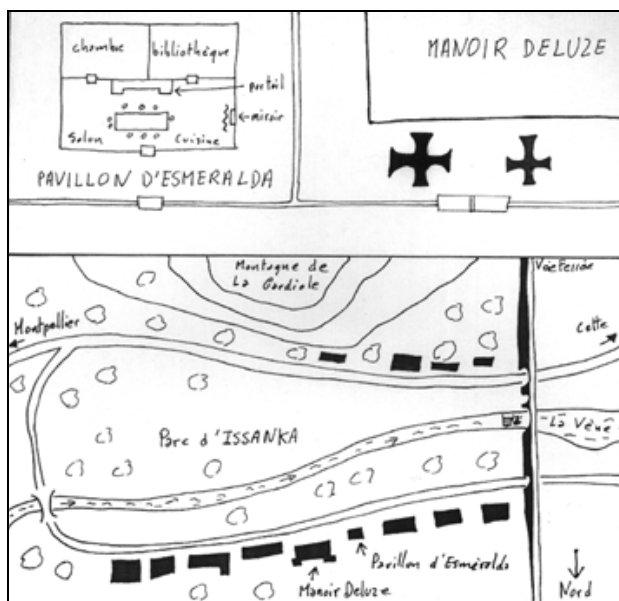 chambre
bibliothèque
portail
miroir
Salon
Cuisine
PAVILLON D'ESMERALDA
MANOIR DELUZE
Montagne de
La Gardiole
Voie Ferrée
Montpellier
Cette
Parc d'ISSANKA
La Vène
Pavillon d'Esméralda
Manoir Deluze
Nord